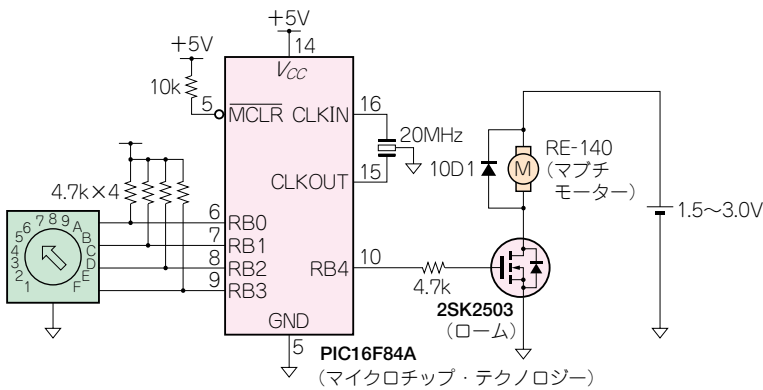 +5V
+5V
14
VCC
10k
5
MCLR
CLKIN
16
20MHz
CLKOUT
15
4.7k×4
RE-140
(マブチ
モーター)
10D1
M
1.5〜3.0V
6
RB0
7
RB1
8
RB2
9
RB3
RB4
10
4.7k
1
2
3
4
5
6
7
8
9
A
B
C
D
E
F
2SK2503
(ローム)
GND
5
PIC16F84A
(マイクロチップ・テクノロジー)